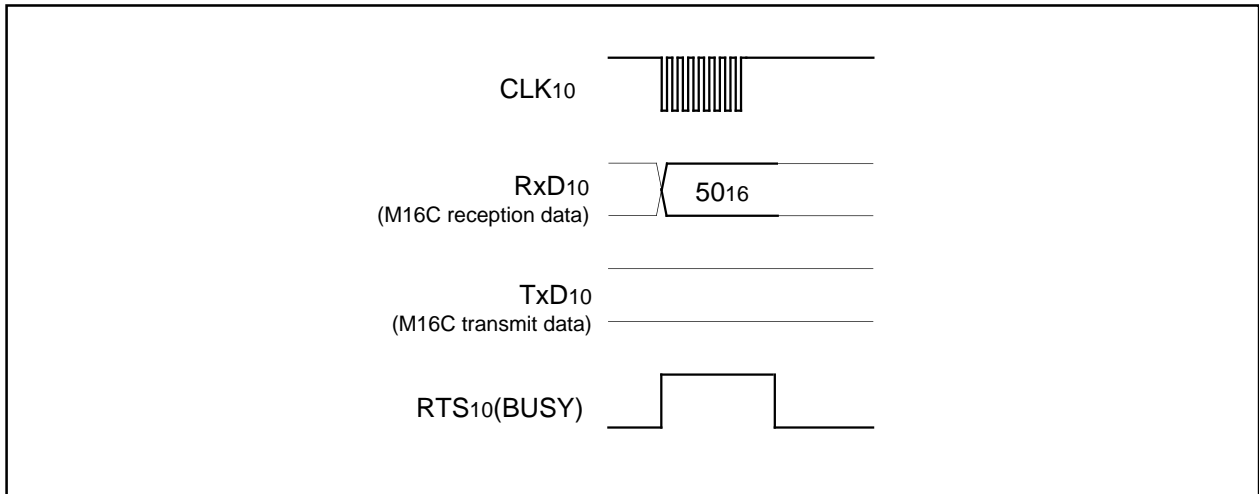 CLK10
RxD10
5016
(M16C reception data)
TxD10
(M16C transmit data)
RTS10(BUSY)